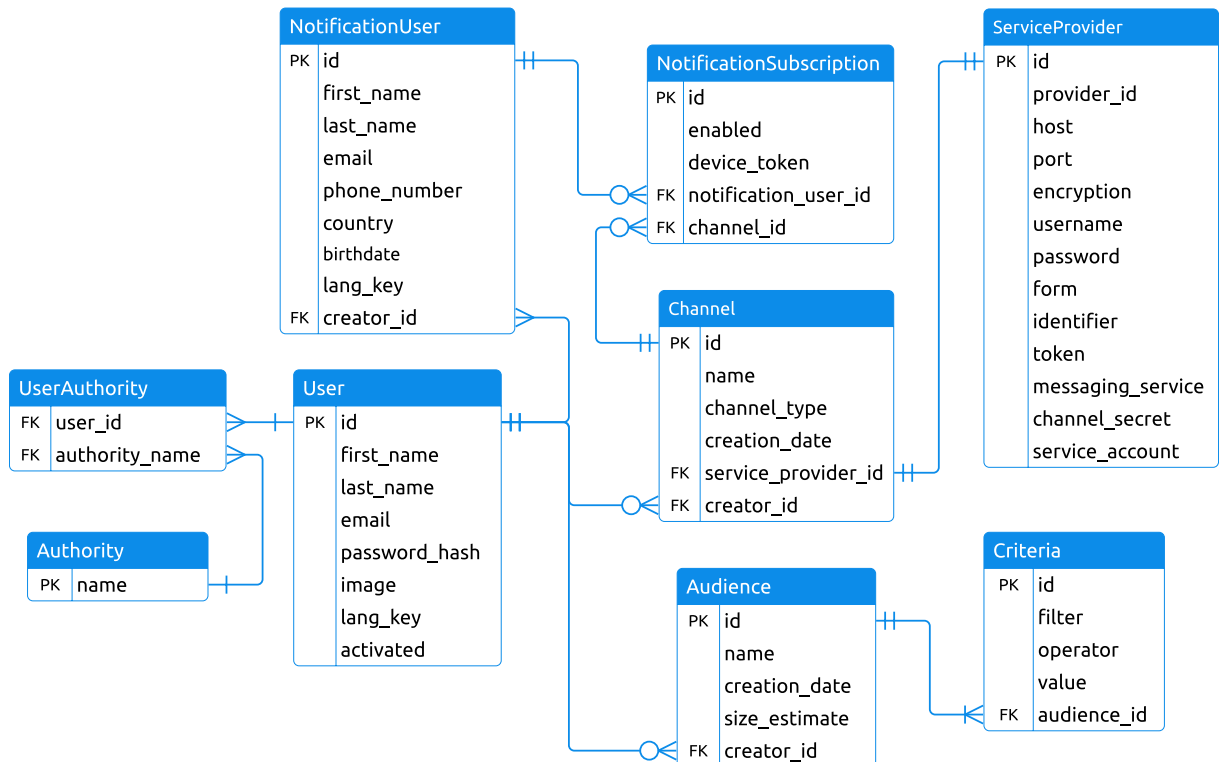 NotificationUser
PK id
first_name
last_name
email
phone_number
country
birthdate
lang_key
FK creator_id
NotificationSubscription
PK id
enabled
device_token
FK notification_user_id
FK channel_id
ServiceProvider
PK id
provider_id
host
port
encryption
username
password
form
identifier
token
messaging_service
channel_secret
service_account
Channel
PK id
name
channel_type
creation_date
FK service_provider_id
FK creator_id
UserAuthority
FK user_id
FK authority_name
User
PK id
first_name
last_name
email
password_hash
image
lang_key
activated
Authority
PK name
Audience
PK id
name
creation_date
size_estimate
FK creator_id
Criteria
PK id
filter
operator
value
FK audience_id